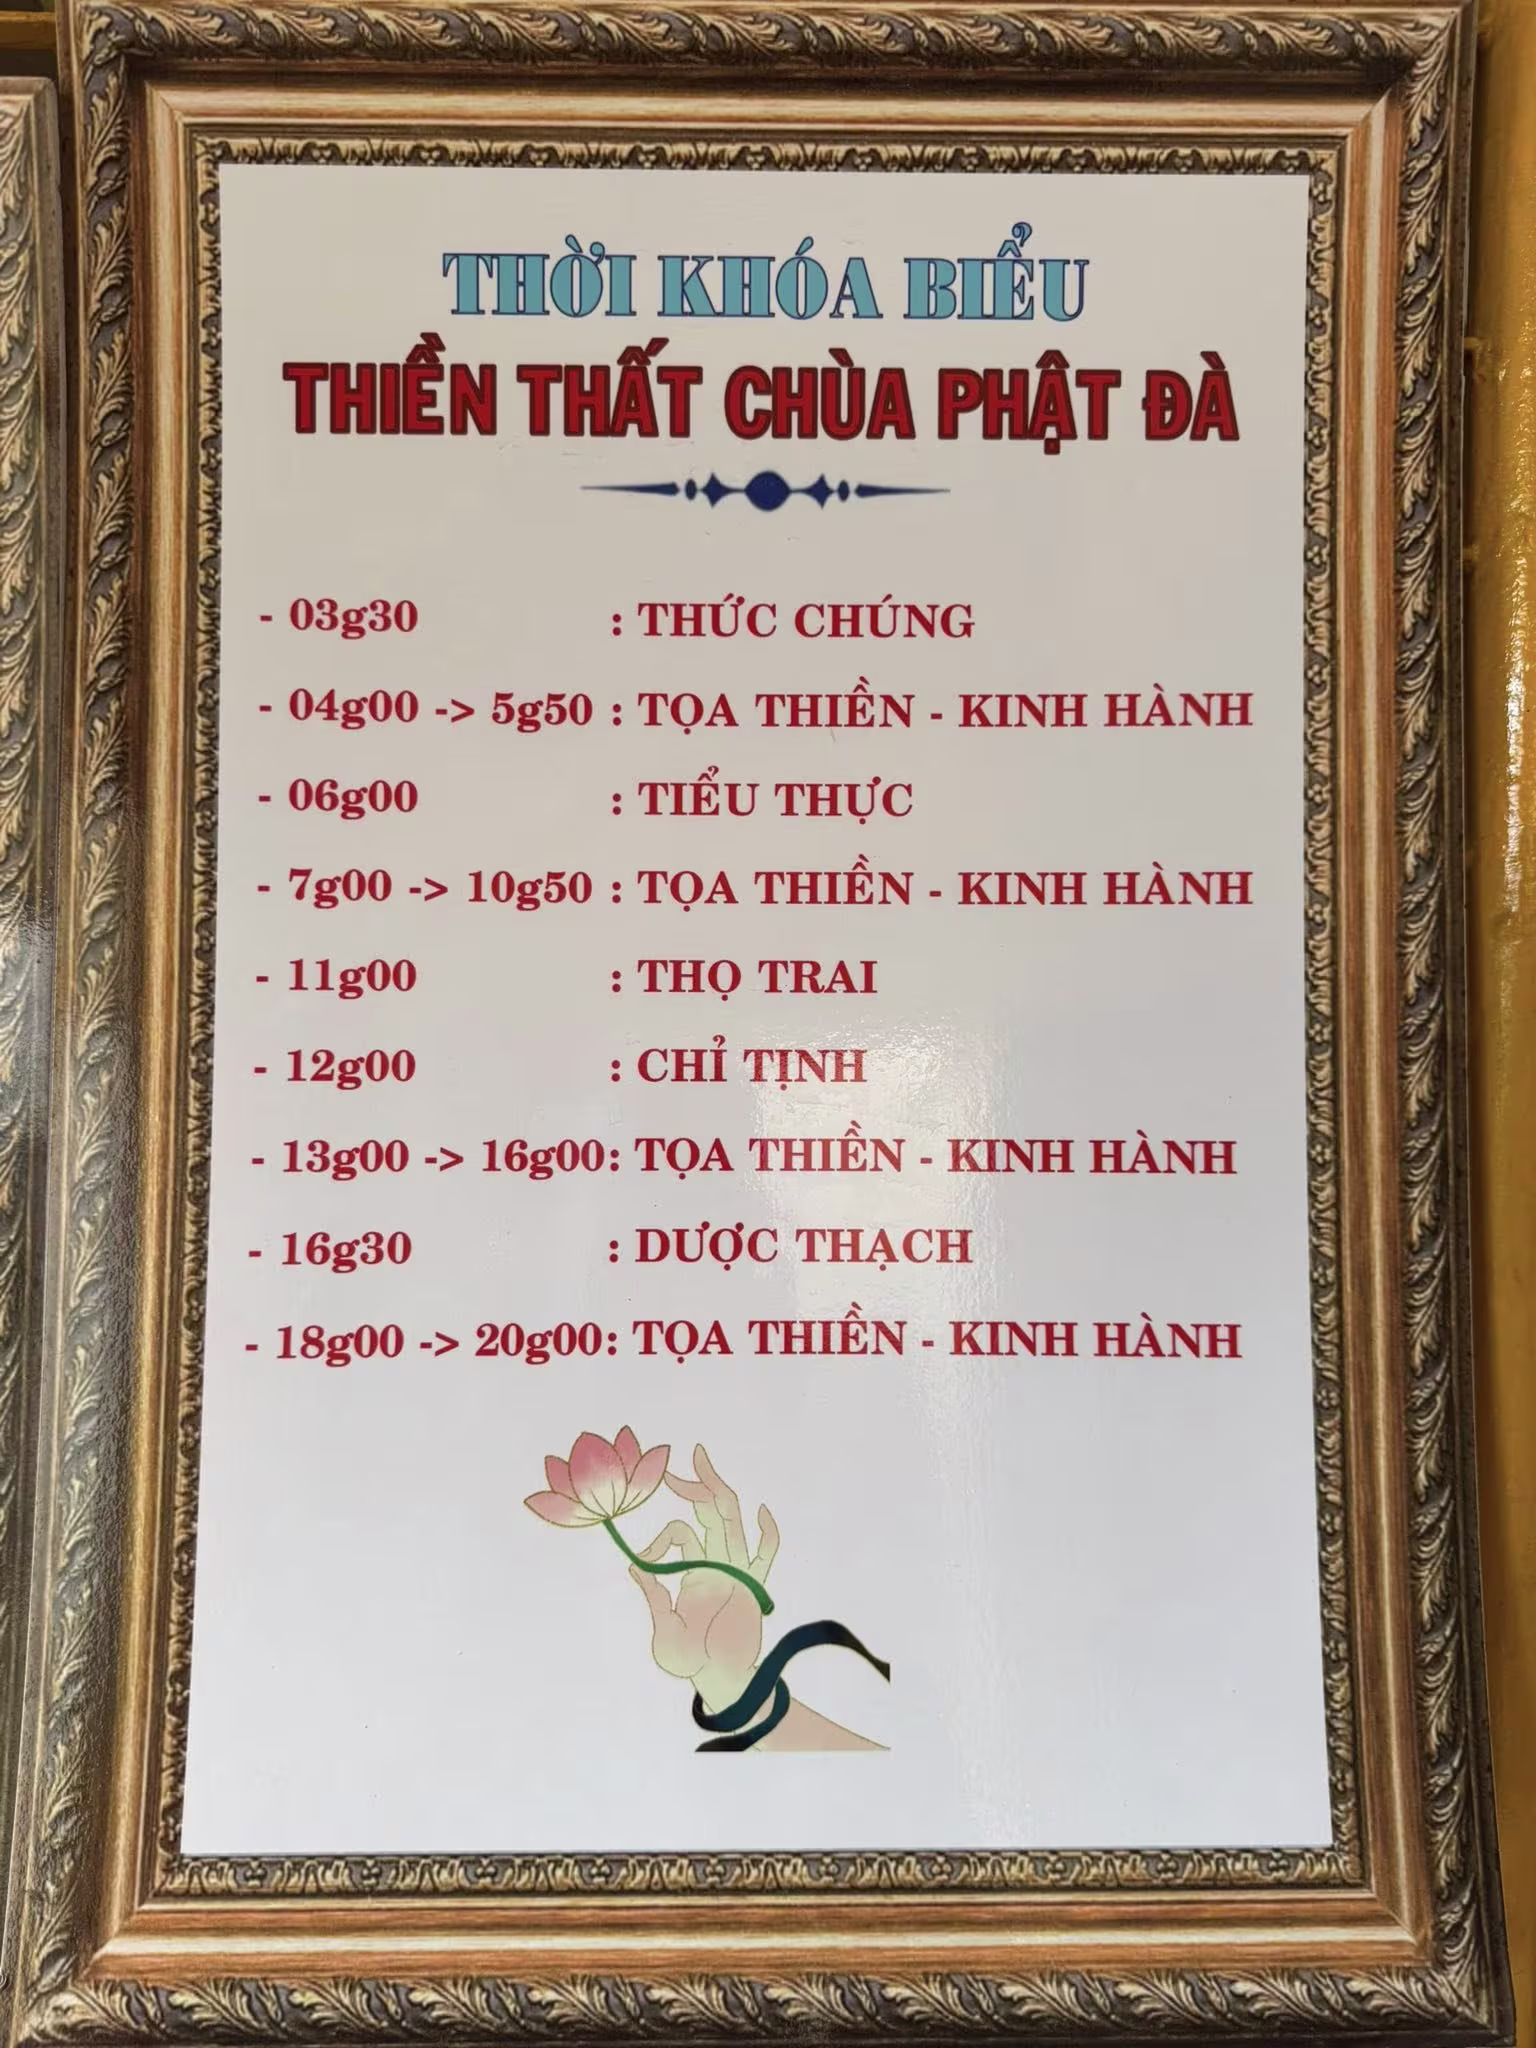 THỜI KHÓA BIỂU
THIỀN THẤT CHÙA PHẬT ĐÀ
- 03g30 : THỨC CHÚNG
- 04g00 -> 5g50 : TỌA THIỀN - KINH HÀNH
- 06g00 : TIỂU THỰC
- 7g00 -> 10g50 : TỌA THIỀN - KINH HÀNH
- 11g00 : THỌ TRAI
- 12g00 : CHỈ TỊNH
- 13g00 -> 16g00: TỌA THIỀN - KINH HÀNH
- 16g30 : DƯỢC THẠCH
- 18g00 -> 20g00: TỌA THIỀN - KINH HÀNH